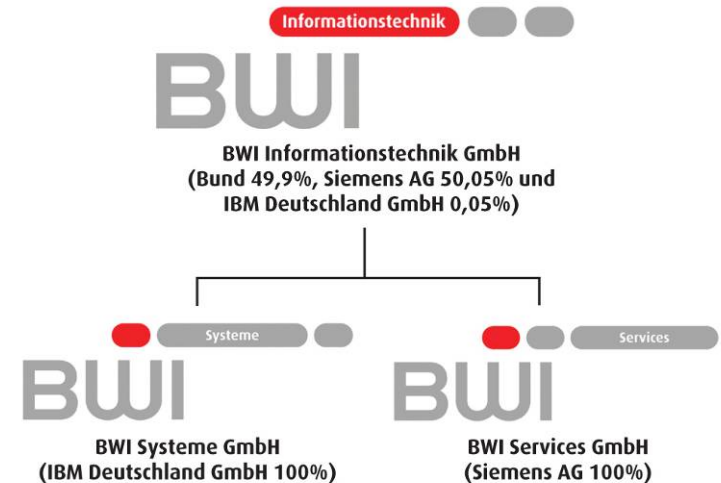 Informationstechnik
BWI
BWI Informationstechnik GmbH
(Bund 49,9%, Siemens AG 50,05% und
IBM Deutschland GmbH 0,05%)
Systeme
BWI
BWI Systeme GmbH
(IBM Deutschland GmbH 100%)
Services
BWI
BWI Services GmbH
(Siemens AG 100%)